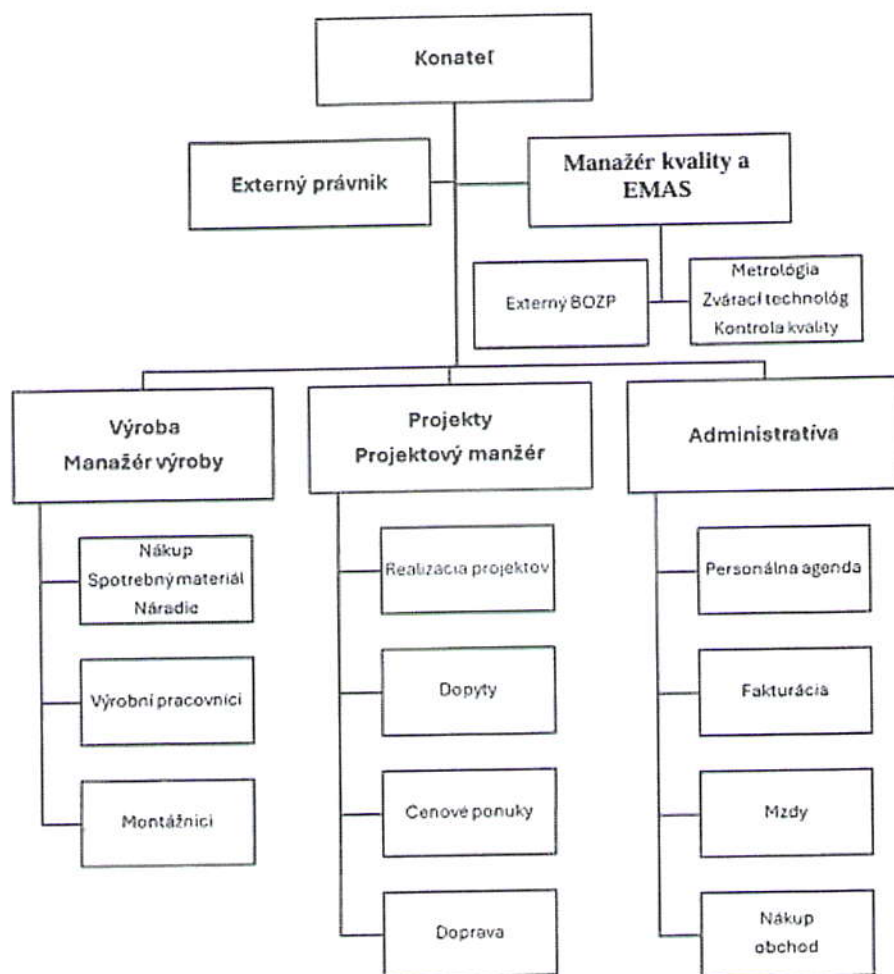 Konateľ
Externý právnik
Manažér kvality a
EMAS
Externý BOZP
Metrológia
Zvárací technológ
Kontrola kvality
Výroba
Manažér výroby
Projekty
Projektový manžér
Administratíva
Nákup
Spotrebný materiál
Náradie
Realizácia projektov
Personálna agenda
Výrobní pracovníci
Dopyty
Fakturácia
Montážnici
Cenové ponuky
Mzdy
Doprava
Nákup
obchod